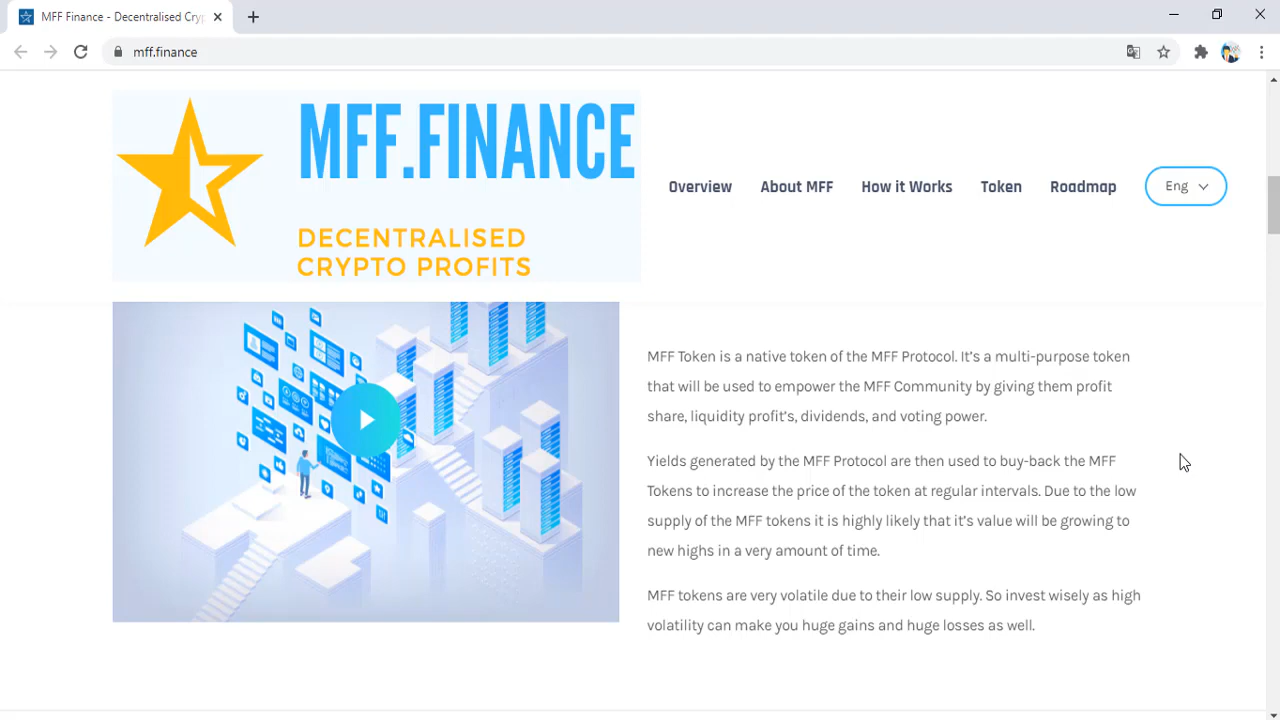 MFF Finance - Decentralised Cry
mff.finance
MFF.FINANCE
DECENTRALISED
CRYPTO PROFITS
Overview
About MFF
How it Works
Token
Roadmap
Eng
MFF Token is a native token of the MFF Protocol. It's a multi-purpose token
that will be used to empower the MFF Community by giving them profit
share, liquidity profit's, dividends, and voting power.
Yields generated by the MFF Protocol are then used to buy-back the MFF
Tokens to increase the price of the token at regular intervals. Due to the low
supply of the MFF tokens it is highly likely that it's value will be growing to
new highs in a very amount of time.
MFF tokens are very volatile due to their low supply. So invest wisely as high
volatility can make you huge gains and huge losses as well.